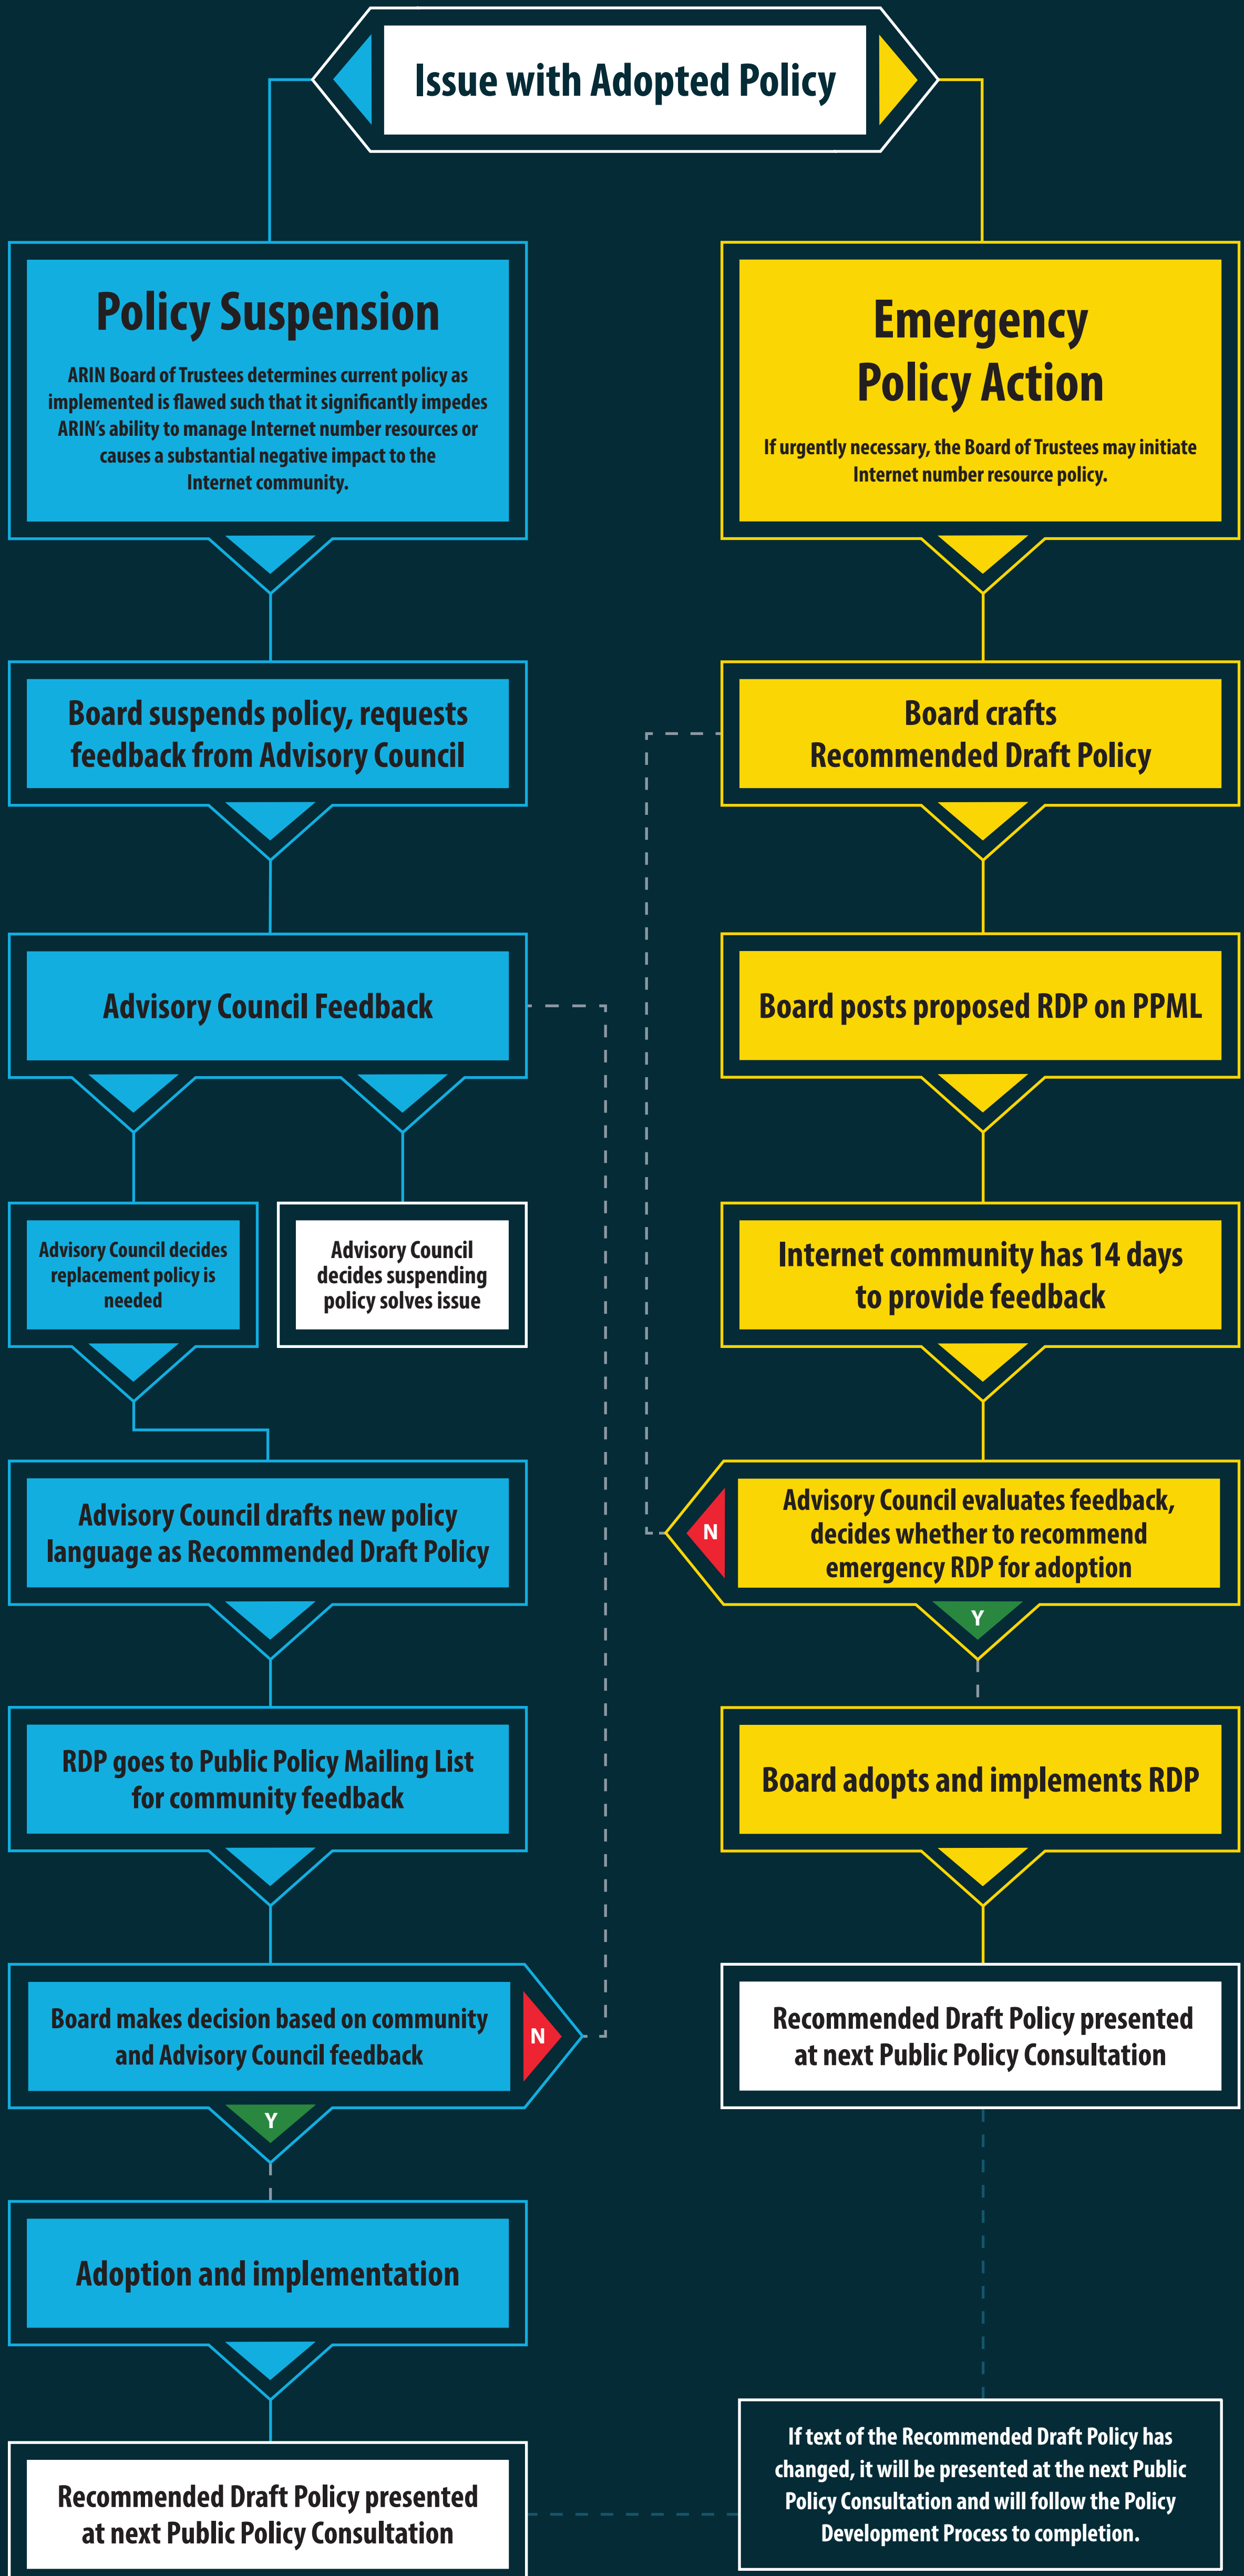 Issue with Adopted Policy
Policy Suspension
ARIN Board of Trustees determines current policy as
implemented is flawed such that it significantly impedes
ARIN's ability to manage Internet number resources or
causes a substantial negative impact to the
Internet community.
Emergency
Policy Action
If urgently necessary, the Board of Trustees may initiate
Internet number resource policy.
Board suspends policy, requests
feedback from Advisory Council
Board crafts
Recommended Draft Policy
Advisory Council Feedback
Board posts proposed RDP on PPML
Advisory Council decides
replacement policy is
needed
Advisory Council
decides suspending
policy solves issue
Internet community has 14 days
to provide feedback
Advisory Council drafts new policy
language as Recommended Draft Policy
N
Advisory Council evaluates feedback,
decides whether to recommend
emergency RDP for adoption
Y
RDP goes to Public Policy Mailing List
for community feedback
Board adopts and implements RDP
Board makes decision based on community
and Advisory Council feedback
N
Y
Recommended Draft Policy presented
at next Public Policy Consultation
Adoption and implementation
Recommended Draft Policy presented
at next Public Policy Consultation
If text of the Recommended Draft Policy has
changed, it will be presented at the next Public
Policy Consultation and will follow the Policy
Development Process to completion.